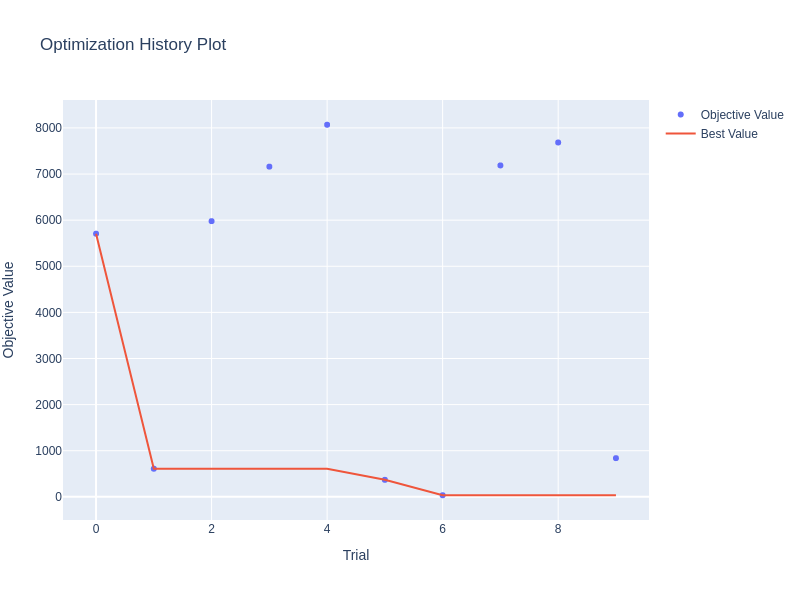 Optimization History Plot
Objective Value
Best Value
8000
7000
6000
5000
4000
3000
2000
1000
0
Objective Value
0 2 4 6 8
Trial